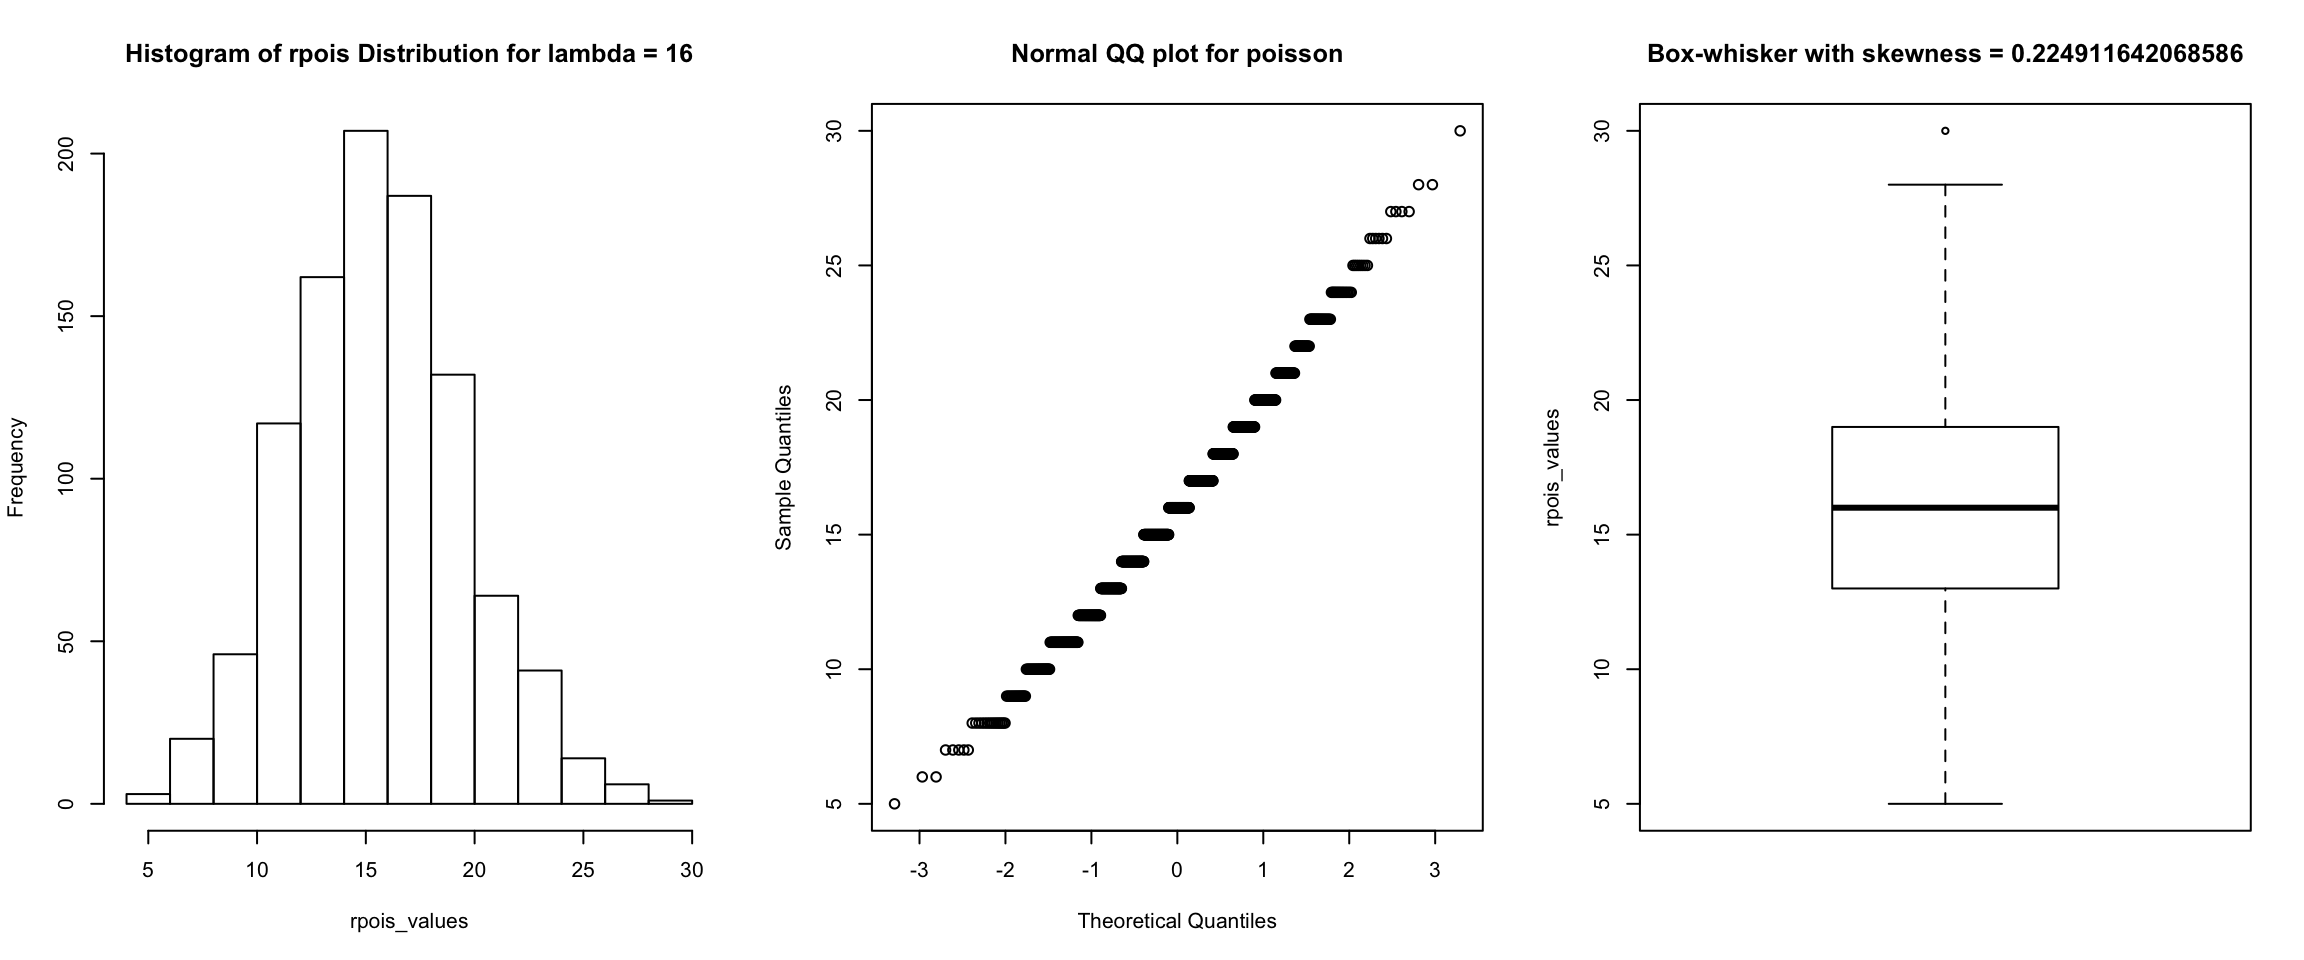 Histogram of rpois Distribution for lambda = 16
Frequency
0
50
100
150
200
5 10 15 20 25 30
rpois_values
Normal QQ plot for poisson
Sample Quantiles
5
10
15
20
25
30
-3 -2 -1 0 1 2 3
Theoretical Quantiles
Box-whisker with skewness = 0.224911642068586
rpois_values
5
10
15
20
25
30